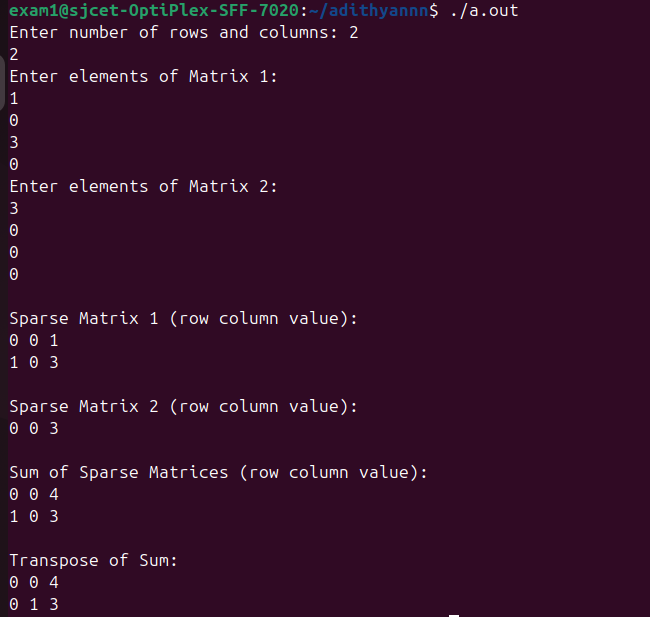 exam1@sjcet-OptiPlex-SFF-7020:~/adithyannn$ ./a.out
Enter number of rows and columns: 2
2
Enter elements of Matrix 1:
1
0
3
0
Enter elements of Matrix 2:
3
0
0
0
Sparse Matrix 1 (row column value):
0 0 1
1 0 3
Sparse Matrix 2 (row column value):
0 0 3
Sum of Sparse Matrices (row column value):
0 0 4
1 0 3
Transpose of Sum:
0 0 4
0 1 3